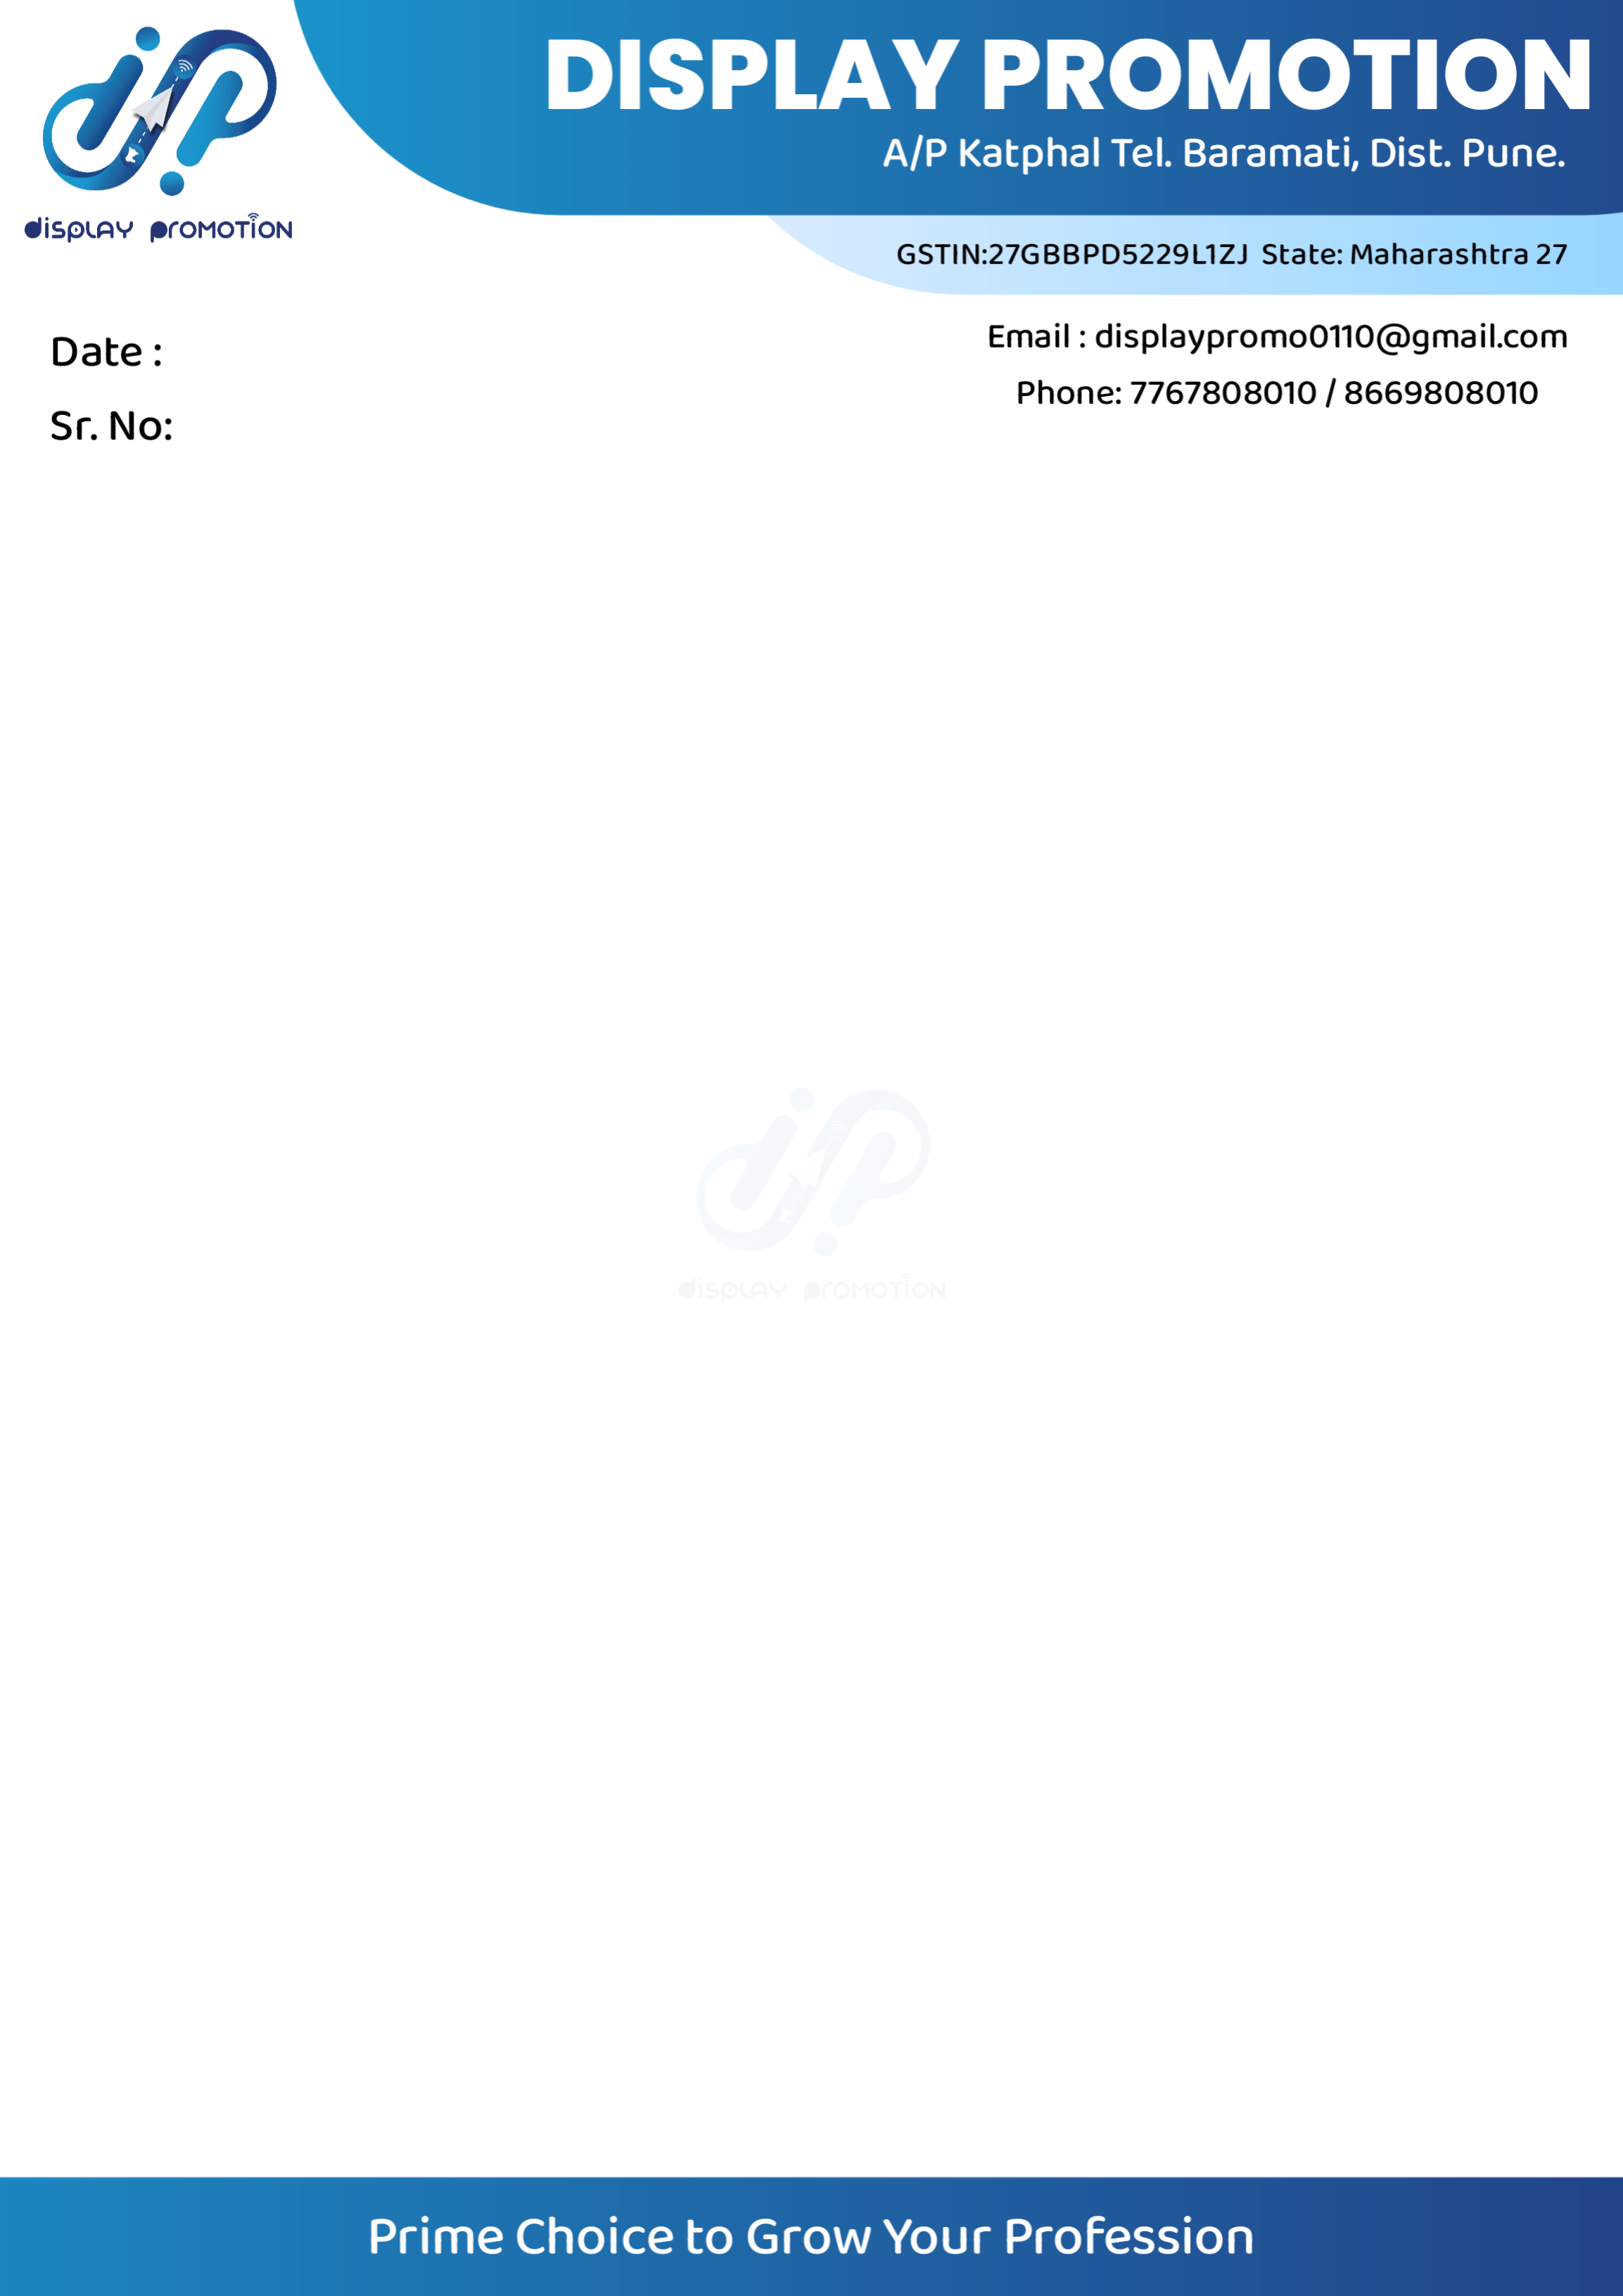 display promotion
DISPLAY PROMOTION
A/P Katphal Tel. Baramati, Dist. Pune.
GSTIN:27GBBPD5229L1ZJ State: Maharashtra 27
Email : displaypromo0110@gmail.com
Phone: 7767808010 / 8669808010
Date :
Sr. No:
display promotion
Prime Choice to Grow Your Profession